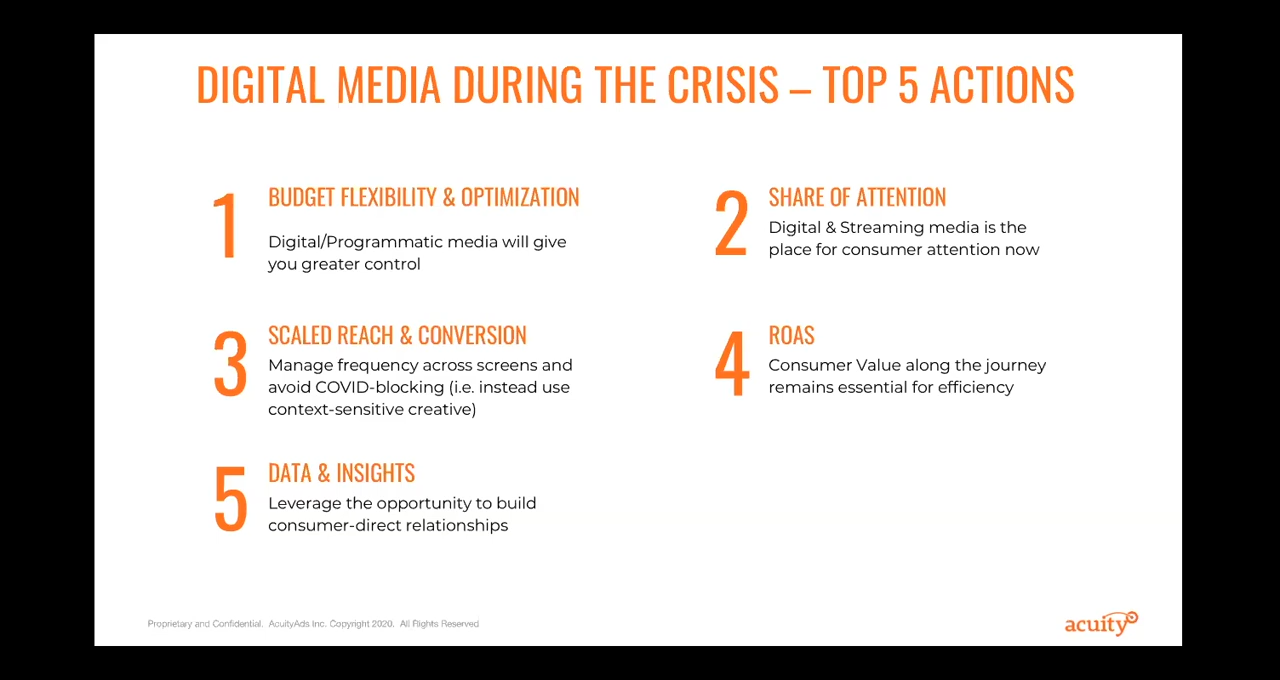 DIGITAL MEDIA DURING THE CRISIS – TOP 5 ACTIONS
1
BUDGET FLEXIBILITY & OPTIMIZATION
Digital/Programmatic media will give
you greater control
2
SHARE OF ATTENTION
Digital & Streaming media is the
place for consumer attention now
3
SCALED REACH & CONVERSION
Manage frequency across screens and
avoid COVID-blocking (i.e. instead use
context-sensitive creative)
4
ROAS
Consumer Value along the journey
remains essential for efficiency
5
DATA & INSIGHTS
Leverage the opportunity to build
consumer-direct relationships
Proprietary and Confidential. AcuityAds Inc. Copyright 2020. All Rights Reserved
acuity